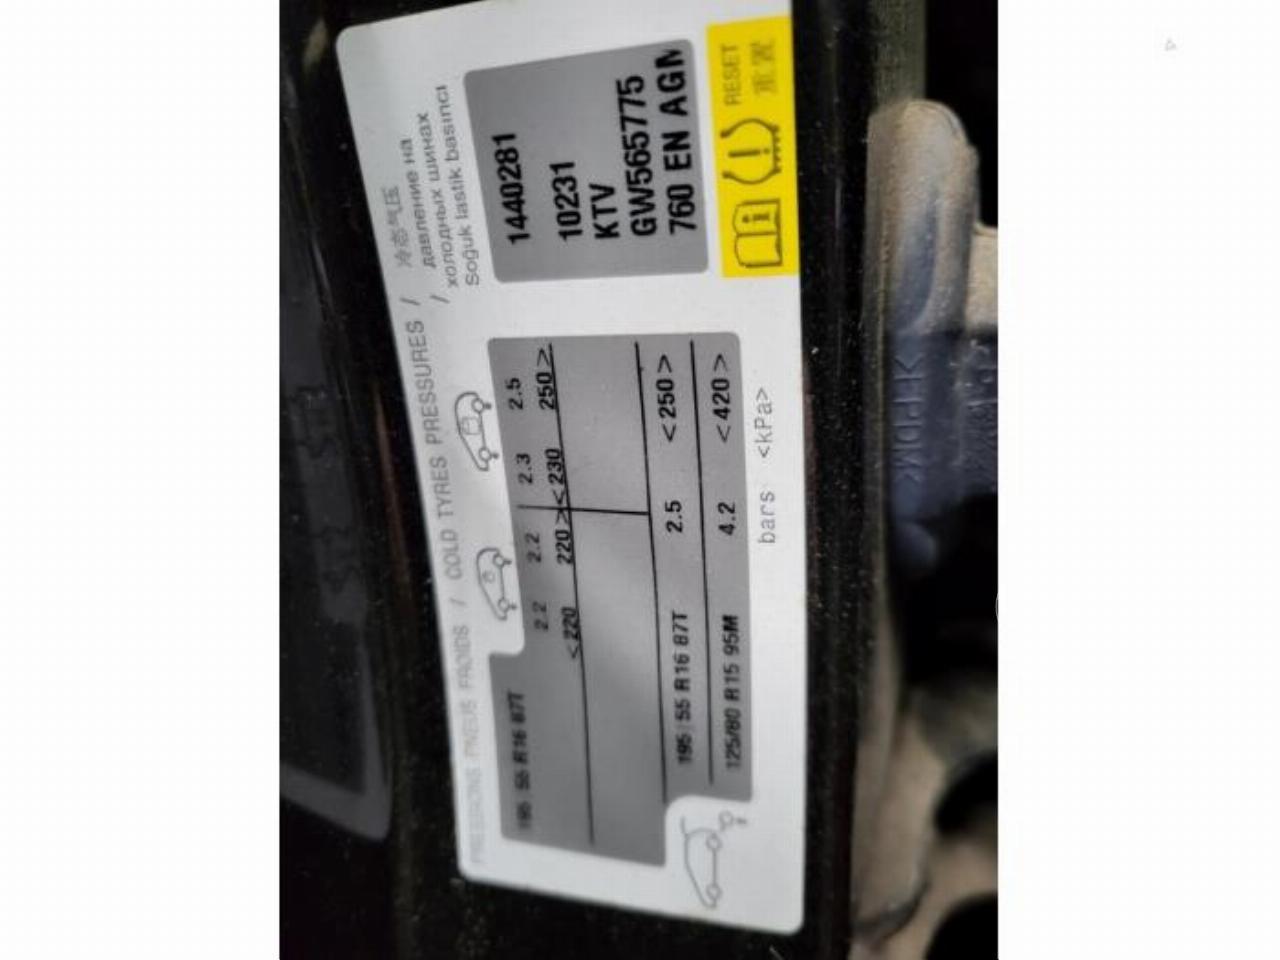 PRESSIONS PNEUS FROIDS / COLD TYRES PRESSURES / 冷态气压
давление на
/ холодных шинах
Soğuk lastik basıncı
195 55 R16 87T 2.2 2.2 2.3 2.5
<220 220> <230 250>
195 55 R16 87T 2.5 <250>
125/80 R15 95M 4.2 <420>
bars <kPa>
1440281
10231
KTV
GW565775
760 EN AGN
RESET
重置
>EPDM<